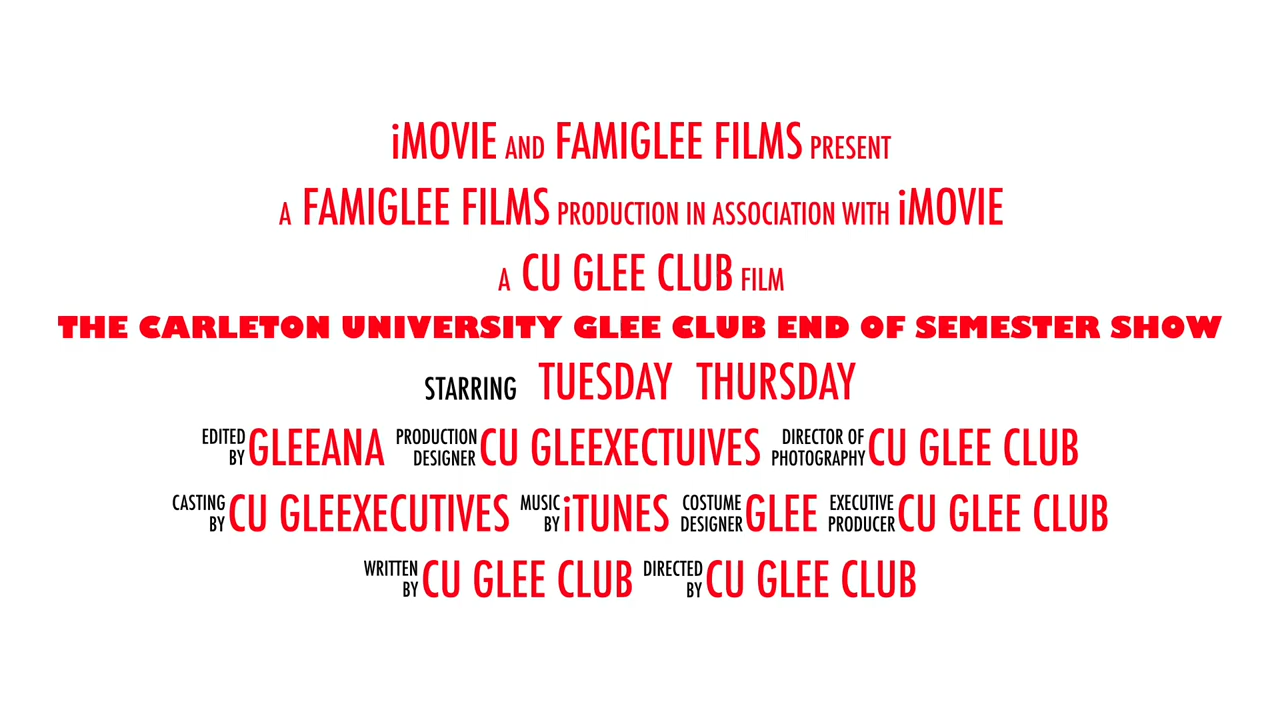 iMOVIE AND FAMIGLEE FILMS PRESENT
A FAMIGLEE FILMS PRODUCTION IN ASSOCIATION WITH iMOVIE
A CU GLEE CLUB FILM
THE CARLETON UNIVERSITY GLEE CLUB END OF SEMESTER SHOW
STARRING TUESDAY THURSDAY
EDITED BY GLEEANA PRODUCTION DESIGNER CU GLEEXECTUIVES DIRECTOR OF PHOTOGRAPHY CU GLEE CLUB
CASTING BY CU GLEEXECUTIVES MUSIC BY iTUNES COSTUME DESIGNER GLEE EXECUTIVE PRODUCER CU GLEE CLUB
WRITTEN BY CU GLEE CLUB DIRECTED BY CU GLEE CLUB